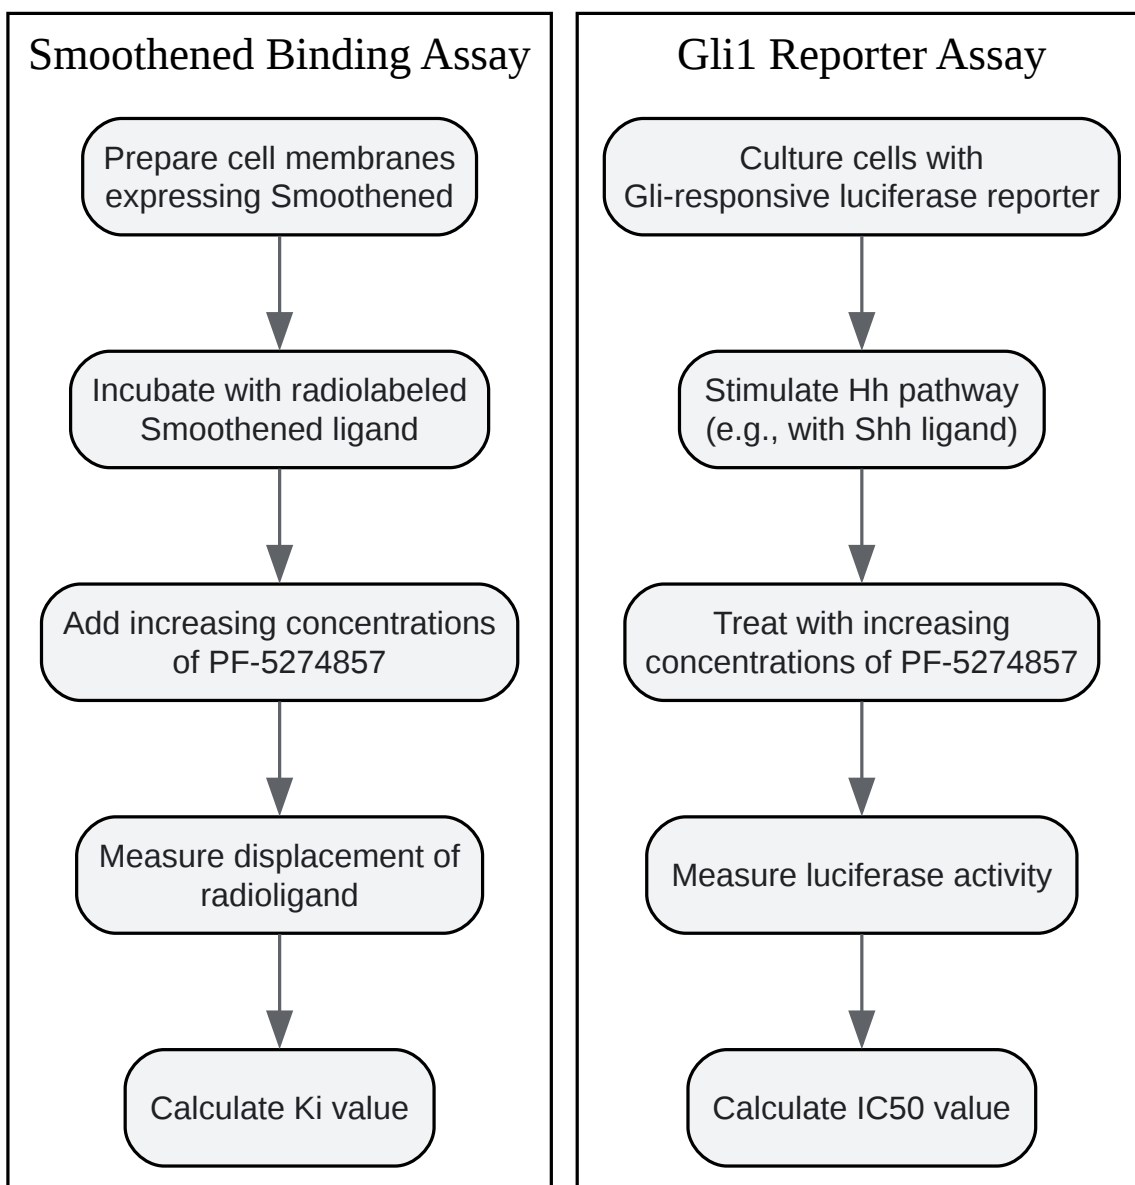 Smoothened Binding Assay
Prepare cell membranes
expressing Smoothened
Incubate with radiolabeled
Smoothened ligand
Add increasing concentrations
of PF-5274857
Measure displacement of
radioligand
Calculate Ki value
Gli1 Reporter Assay
Culture cells with
Gli-responsive luciferase reporter
Stimulate Hh pathway
(e.g., with Shh ligand)
Treat with increasing
concentrations of PF-5274857
Measure luciferase activity
Calculate IC50 value